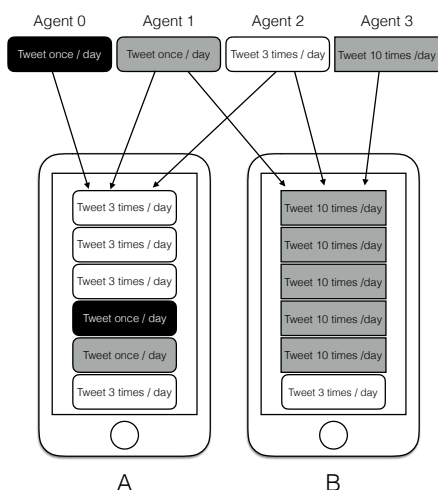 Agent 0 Agent 1 Agent 2 Agent 3
Tweet once / day Tweet once / day Tweet 3 times / day Tweet 10 times /day
Tweet 3 times / day Tweet 10 times /day
Tweet 3 times / day Tweet 10 times /day
Tweet 3 times / day Tweet 10 times /day
Tweet once / day Tweet 10 times /day
Tweet once / day Tweet 10 times /day
Tweet 3 times / day Tweet 3 times / day
A B